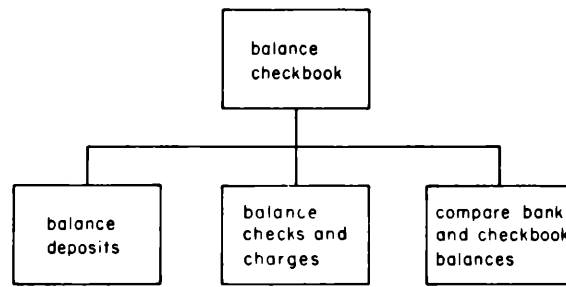 balance
checkbook
balance
deposits
balance
checks and
charges
compare bank
and checkbook
balances